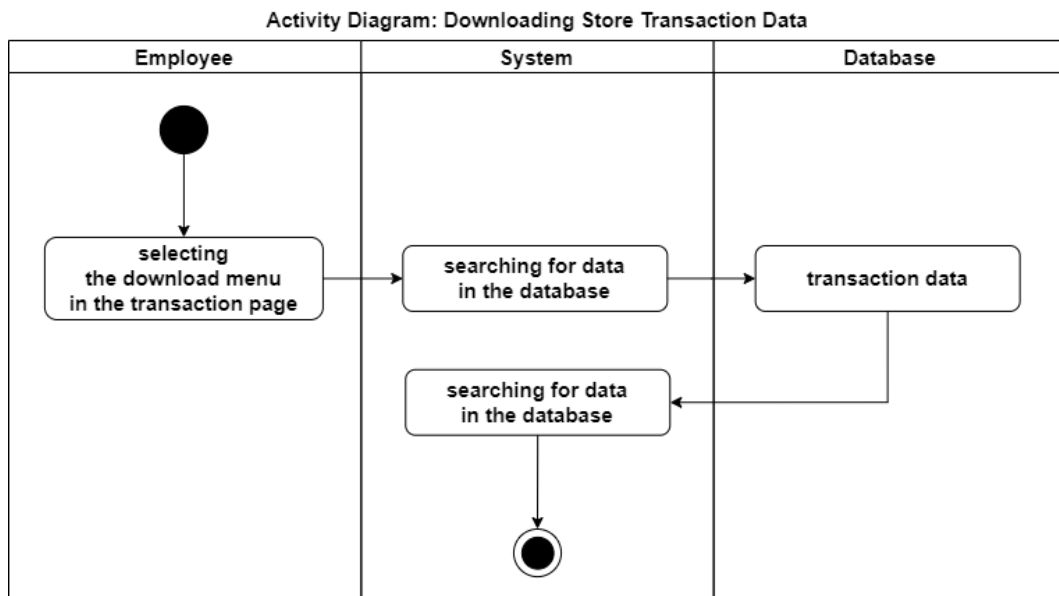 Activity Diagram: Downloading Store Transaction Data
Employee
System
Database
selecting
the download menu
in the transaction page
searching for data
in the database
transaction data
searching for data
in the database